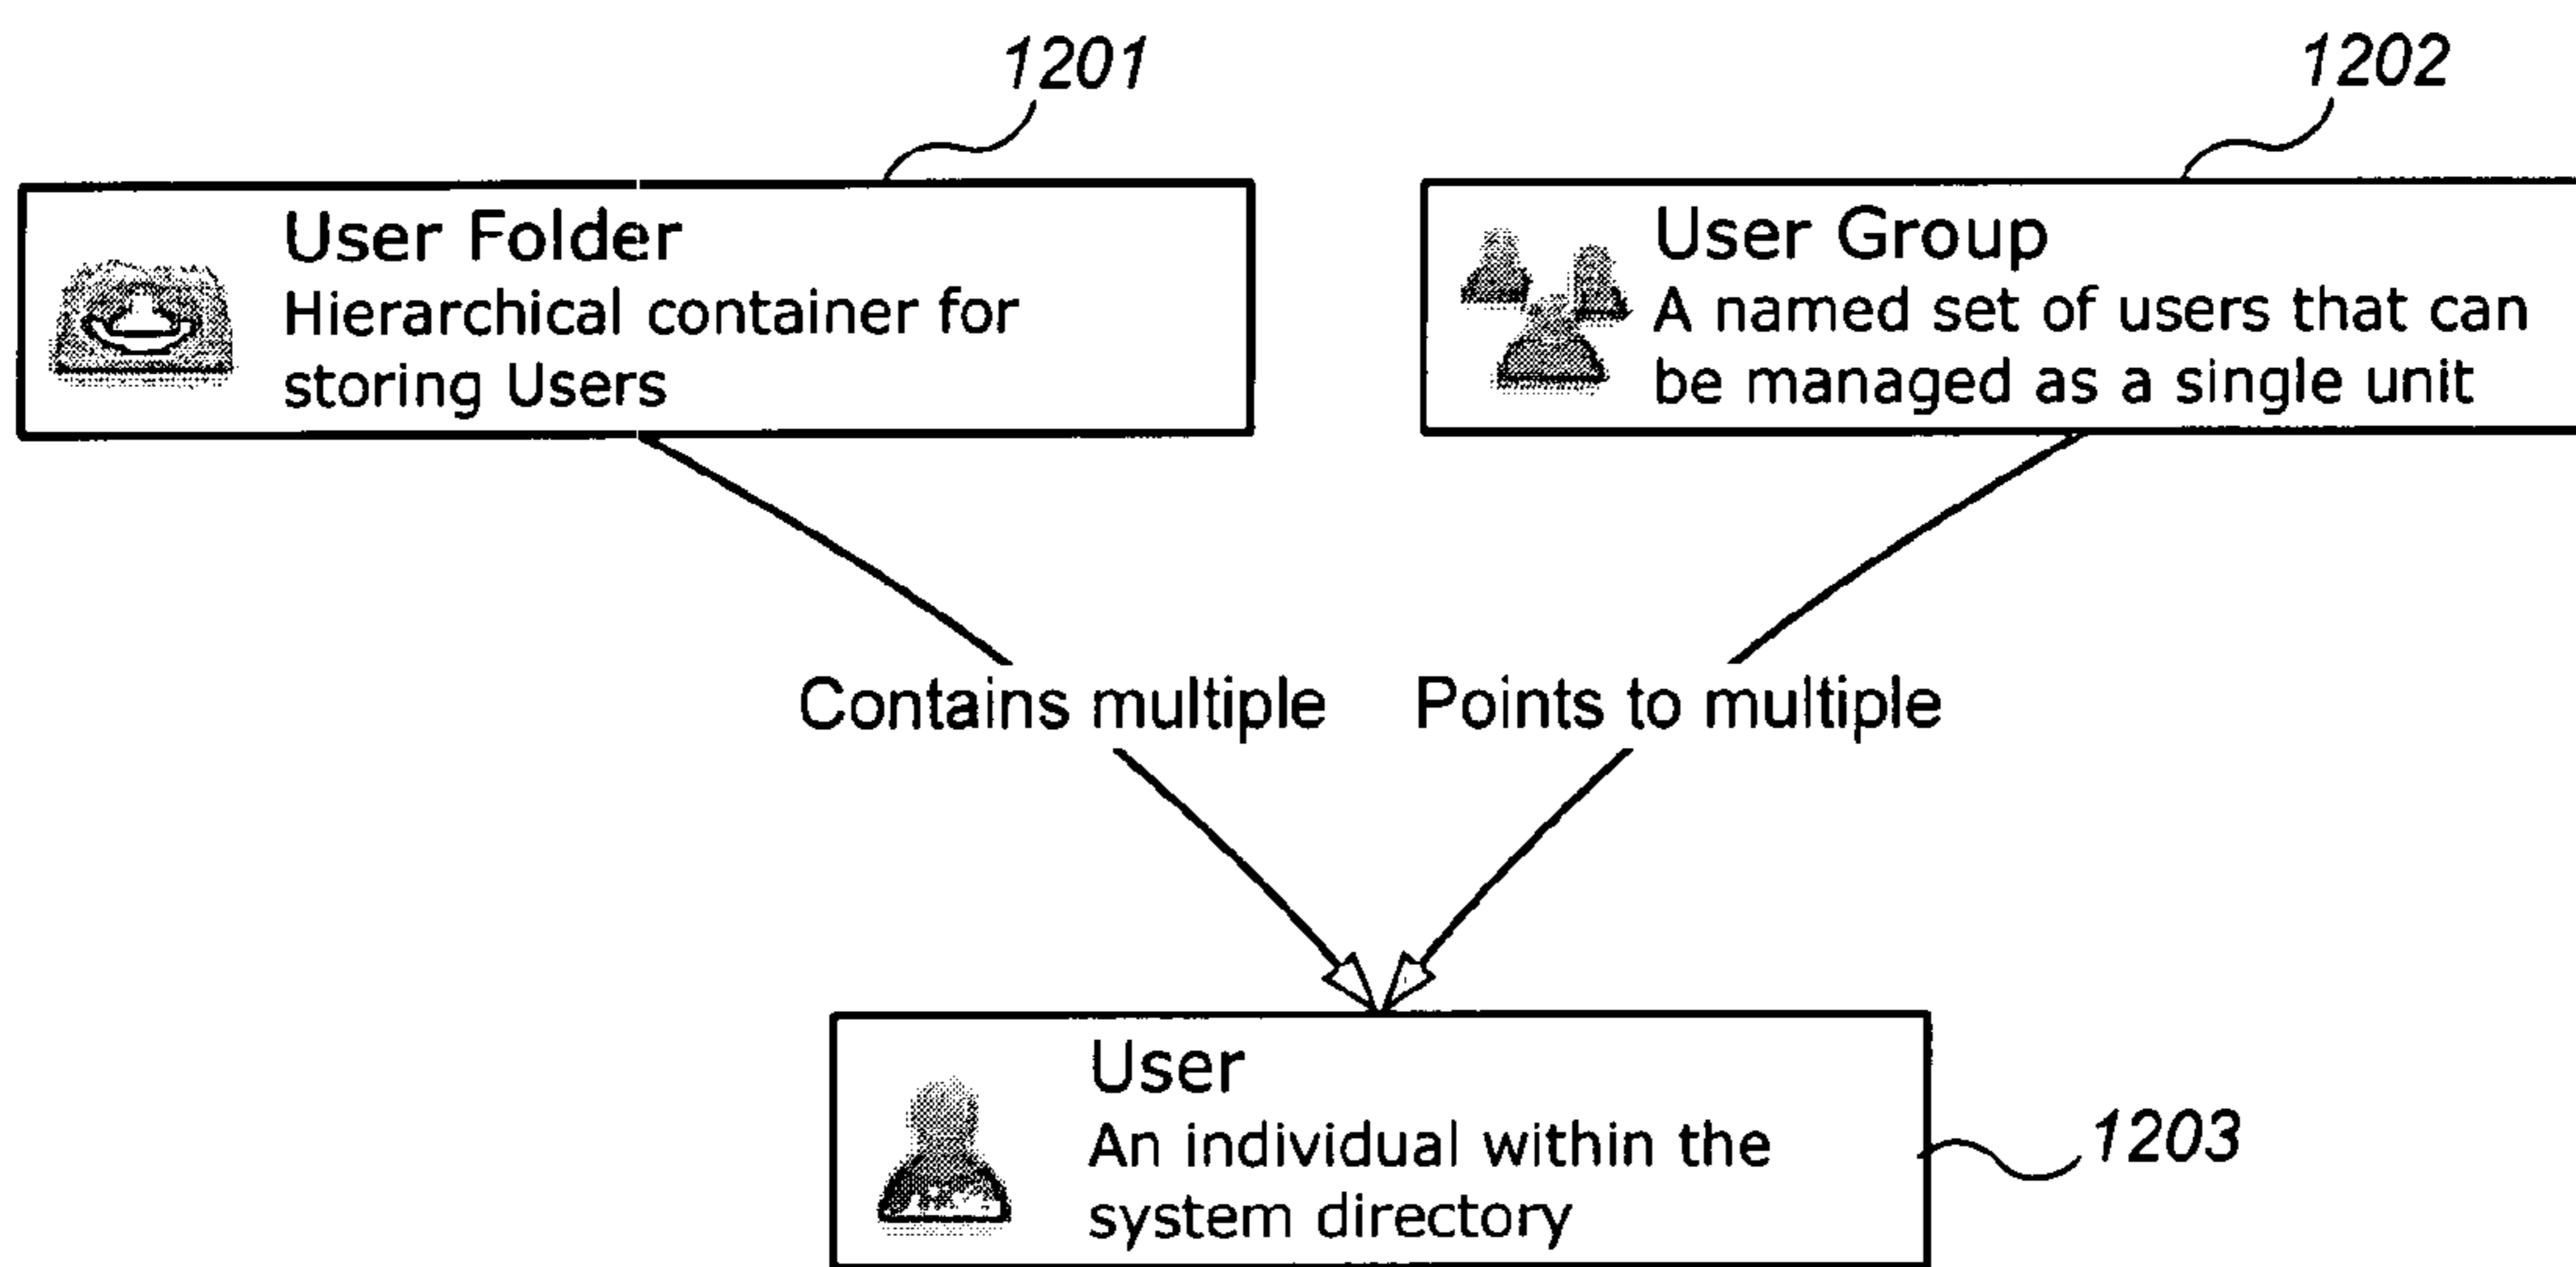 1201
1202
User Folder
Hierarchical container for
storing Users
User Group
A named set of users that can
be managed as a single unit
Contains multiple
Points to multiple
User
An individual within the
system directory
1203